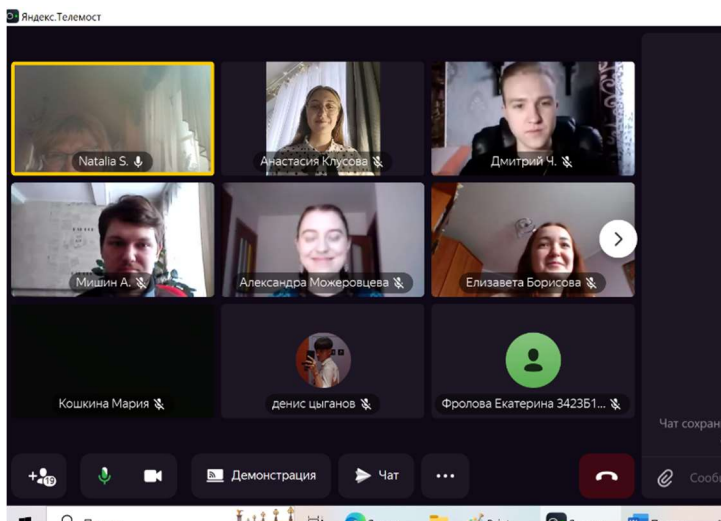 Яндекс.Телемост
Natalia S.
Анастасия Клусова
Дмитрий Ч.
Мишин А.
Александра Можеровцева
Елизавета Борисова
Кошкина Мария
денис цыганов
Фролова Екатерина 3423Б1...
Чат сохран
19
Демонстрация
Чат
Сооб